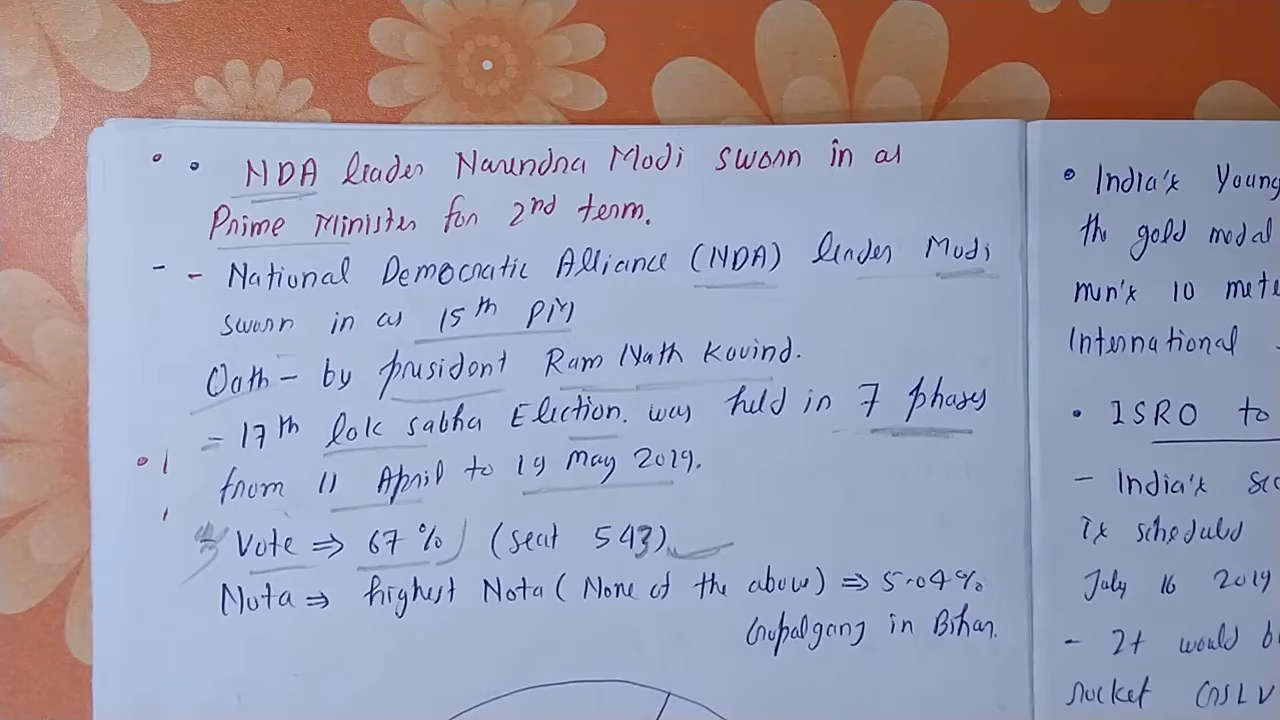 NDA leader Narendra Modi sworn in as
Prime Minister for 2nd term.
- National Democratic Alliance (NDA) leader Modi
sworn in as 15th PM
Oath - by president Ram Nath Kovind.
- 17th lok sabha Election. was held in 7 phases
from 11 April to 19 May 2019.
- Vote ⇒ 67% (seat 543)
Nota ⇒ highest Nota (None of the above) ⇒ 5.04%
Gopalganj in Bihar.
India's Young
the gold medal
men's 10 mete
International
ISRO to
- India's sec
is scheduled
July 16 2019
- It would b
rocket GSLV